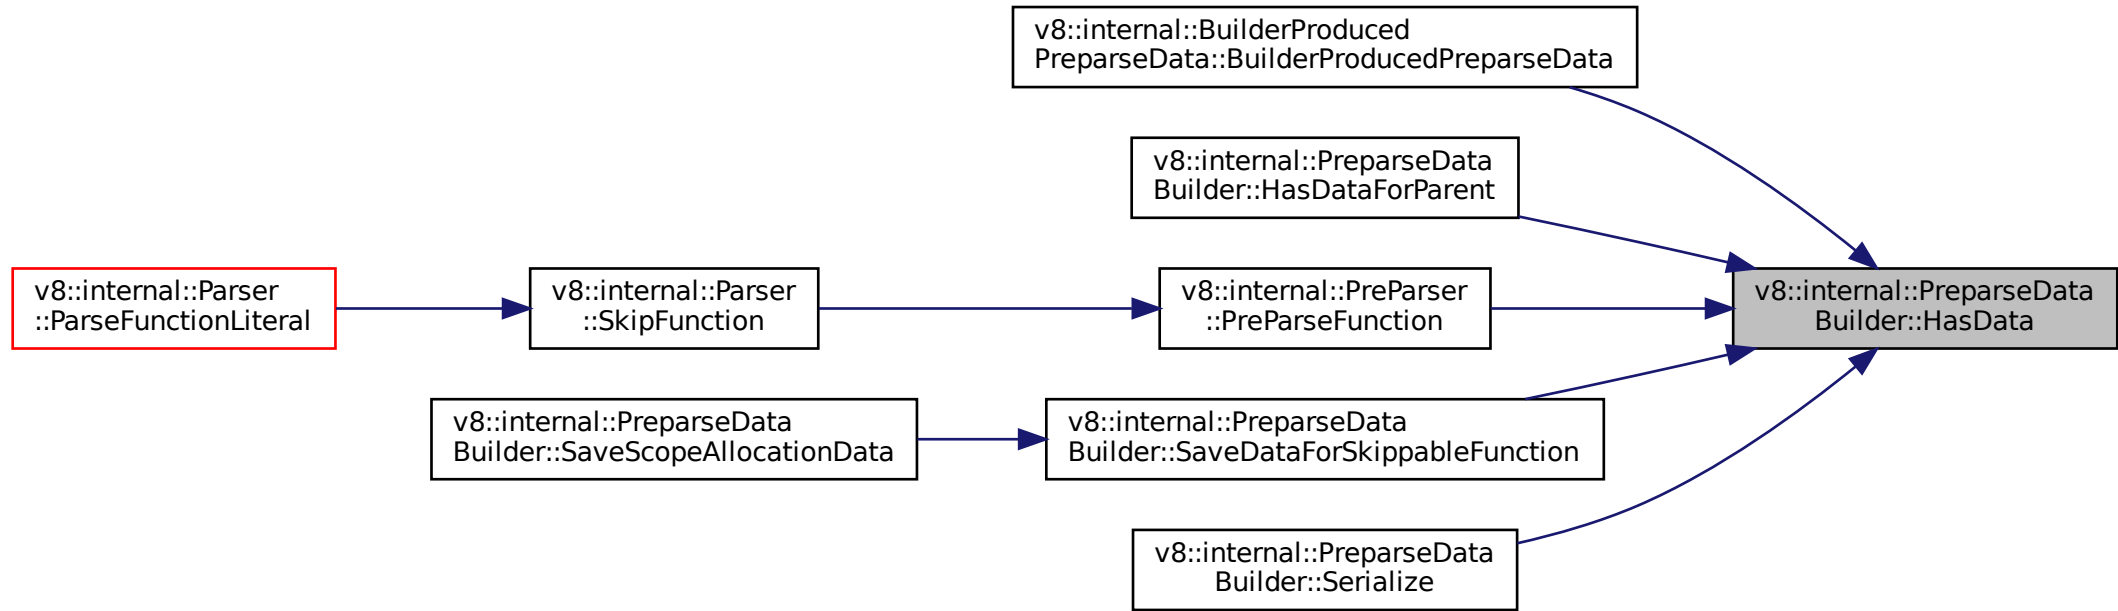 v8::internal::BuilderProduced
PreparseData::BuilderProducedPreparseData
v8::internal::PreparseData
Builder::HasDataForParent
v8::internal::Parser
::ParseFunctionLiteral
v8::internal::Parser
::SkipFunction
v8::internal::PreParser
::PreParseFunction
v8::internal::PreparseData
Builder::HasData
v8::internal::PreparseData
Builder::SaveScopeAllocationData
v8::internal::PreparseData
Builder::SaveDataForSkippableFunction
v8::internal::PreparseData
Builder::Serialize